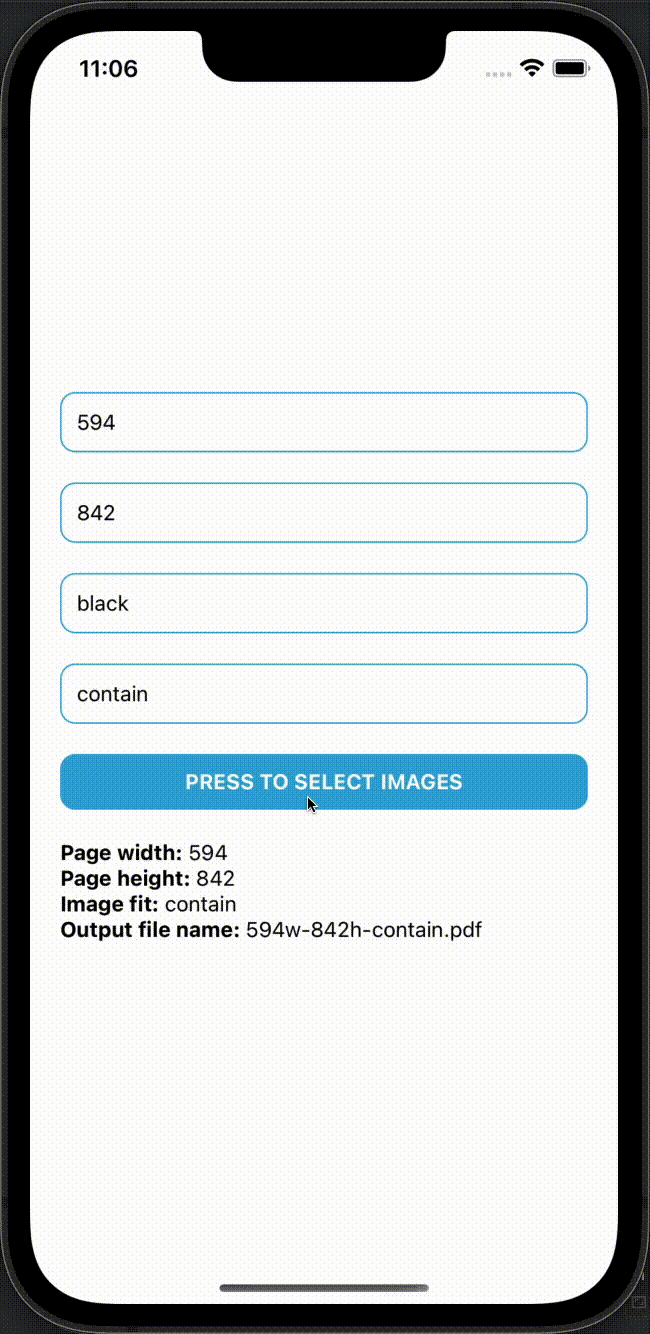 11:06
594
842
black
contain
PRESS TO SELECT IMAGES
Page width: 594
Page height: 842
Image fit: contain
Output file name: 594w-842h-contain.pdf